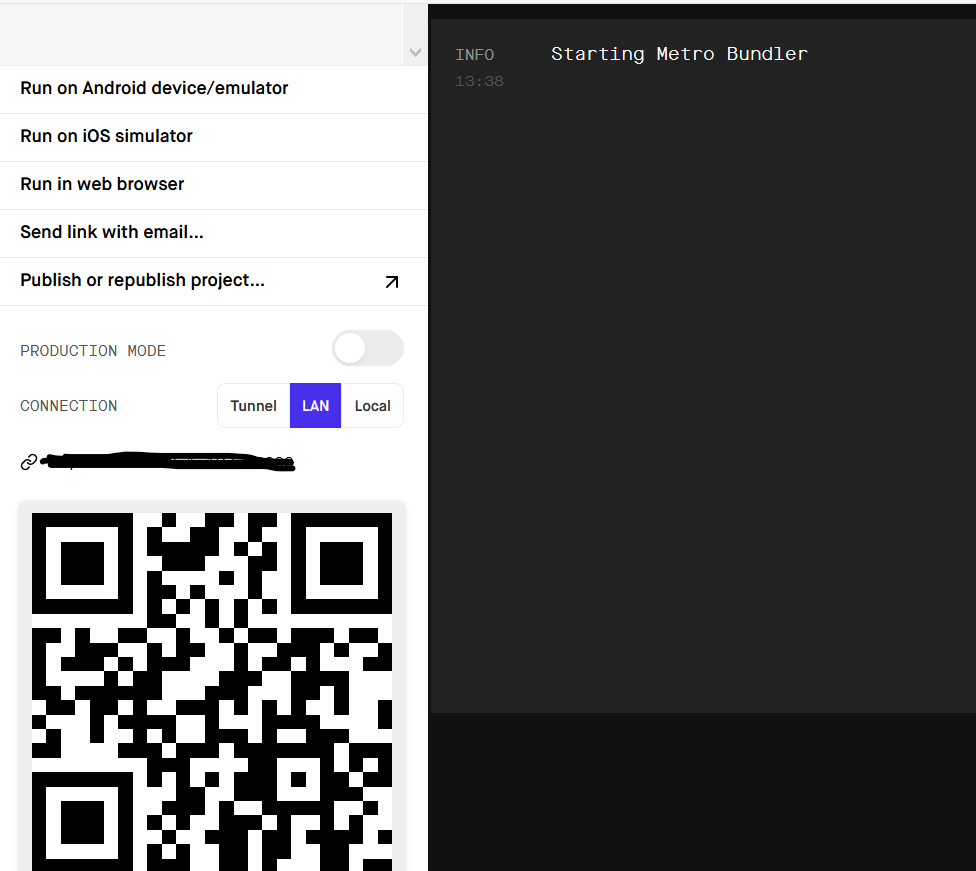 INFO Starting Metro Bundler
13:38
Run on Android device/emulator
Run on iOS simulator
Run in web browser
Send link with email...
Publish or republish project...
PRODUCTION MODE
CONNECTION Tunnel LAN Local